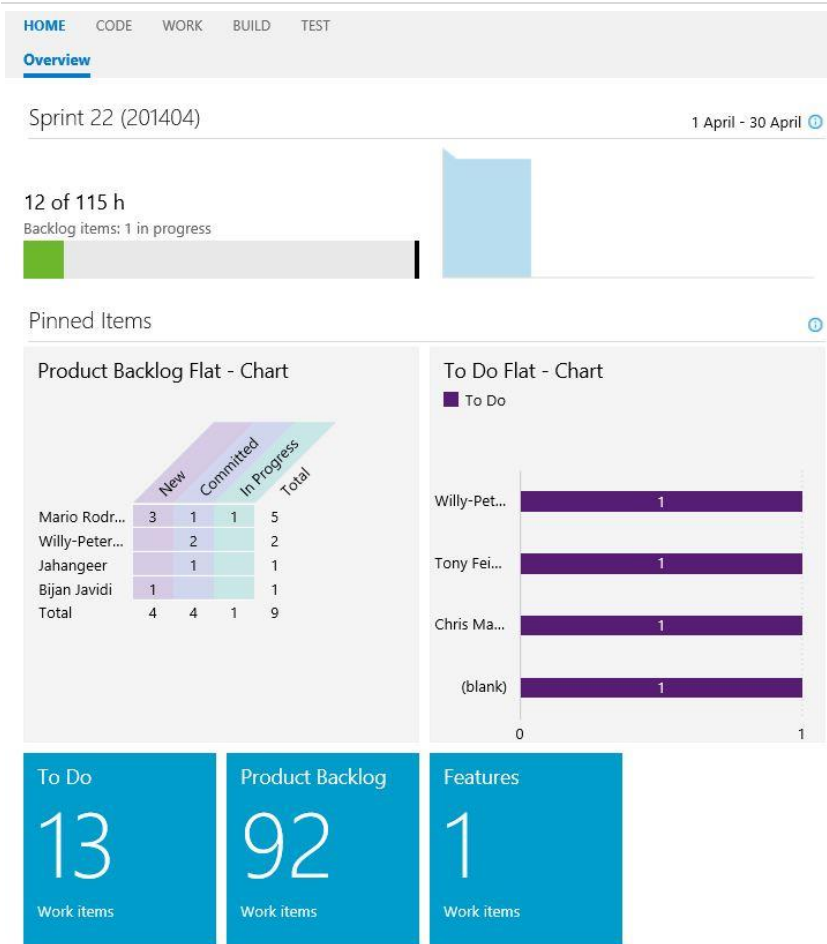 HOME CODE WORK BUILD TEST
Overview
Sprint 22 (201404)
1 April - 30 April
12 of 115 h
Backlog items: 1 in progress
Pinned Items
Product Backlog Flat - Chart
New Committed In Progress Total
Mario Rodr... 3 1 1 5
Willy-Peter... 2 2
Jahangeer 1 1
Bijan Javidi 1 1
Total 4 4 1 9
To Do Flat - Chart
To Do
Willy-Pet... 1
Tony Fei... 1
Chris Ma... 1
(blank) 1
0 1
To Do
13
Work items
Product Backlog
92
Work items
Features
1
Work items